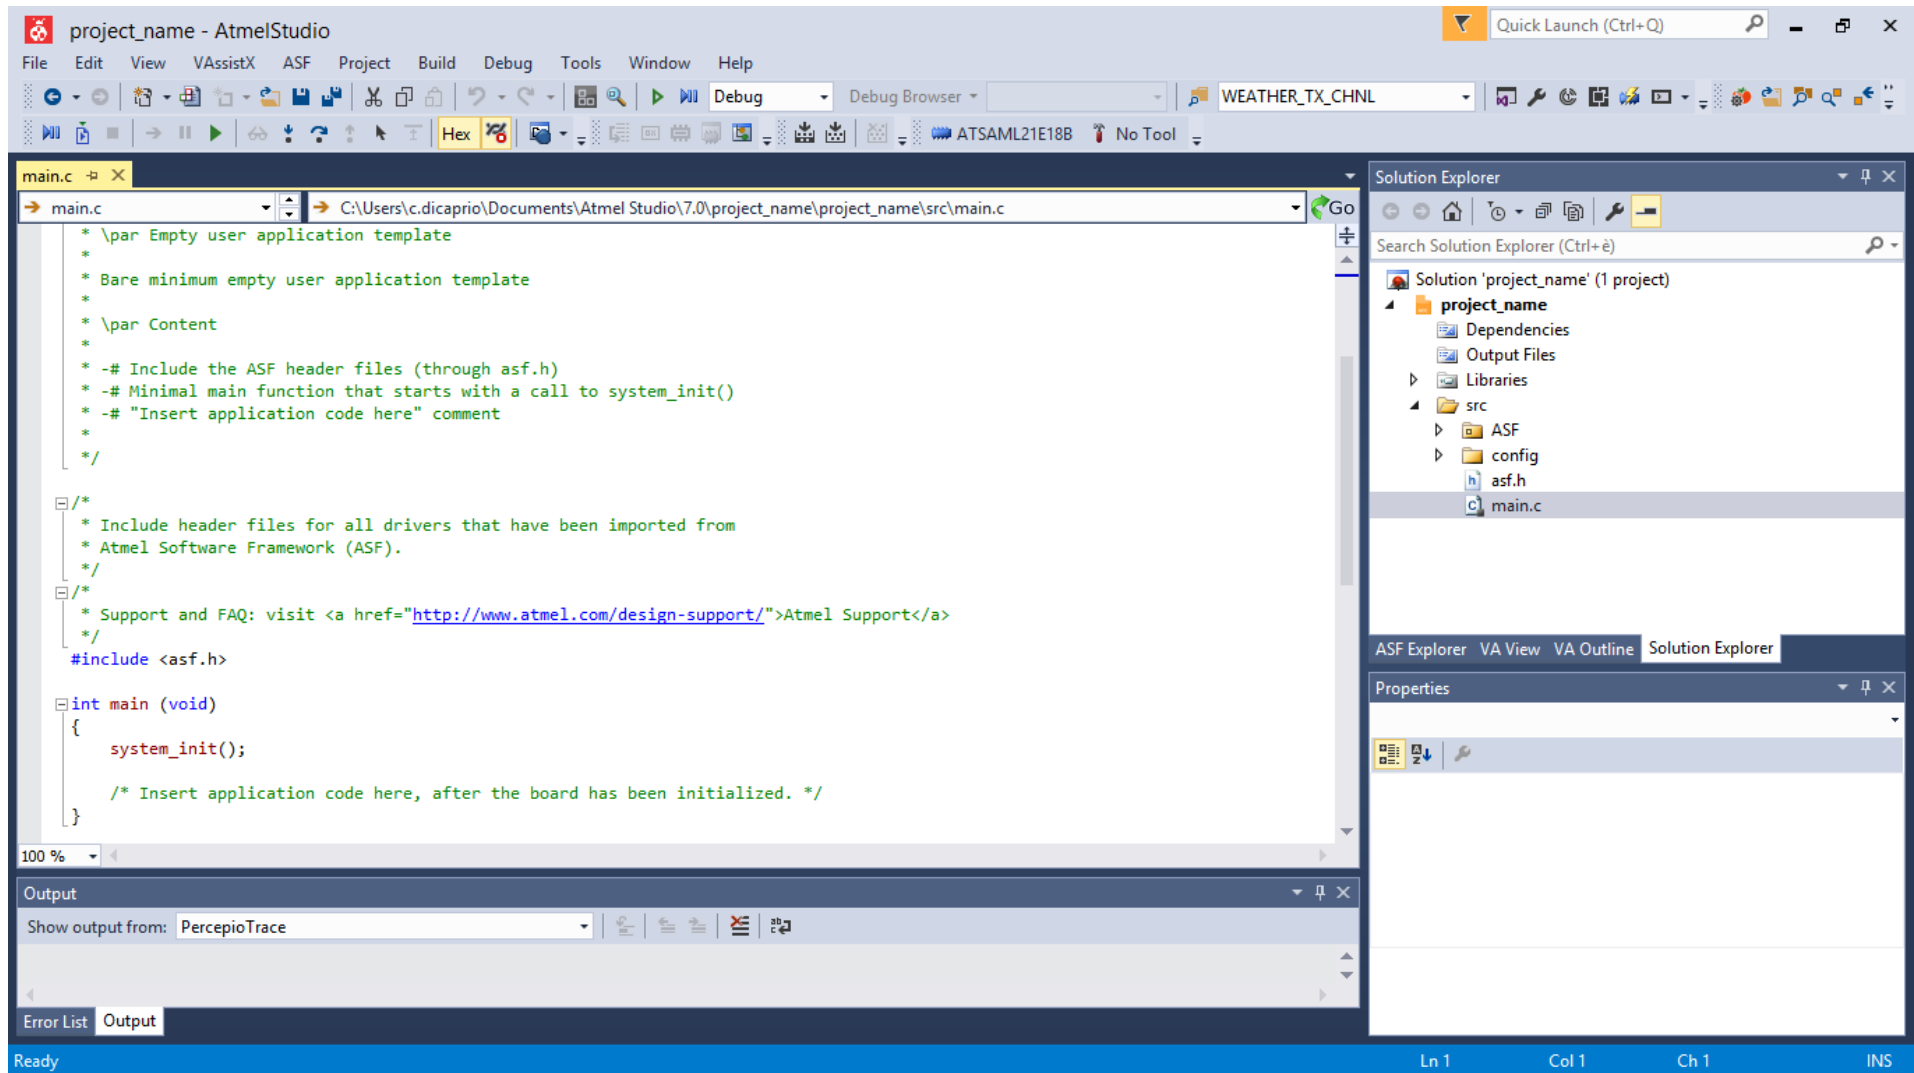 project_name - AtmelStudio
Quick Launch (Ctrl+Q)
File Edit View VAssistX ASF Project Build Debug Tools Window Help
Debug Debug Browser WEATHER_TX_CHNL
Hex ATSAML21E18B No Tool
main.c
main.c C:\Users\c.dicaprio\Documents\Atmel Studio\7.0\project_name\project_name\src\main.c Go
* \par Empty user application template
*
* Bare minimum empty user application template
*
* \par Content
*
* -# Include the ASF header files (through asf.h)
* -# Minimal main function that starts with a call to system_init()
* -# "Insert application code here" comment
*
*/
/*
* Include header files for all drivers that have been imported from
* Atmel Software Framework (ASF).
*/
/*
* Support and FAQ: visit <a href="http://www.atmel.com/design-support/">Atmel Support</a>
*/
#include <asf.h>
int main (void)
{
system_init();
/* Insert application code here, after the board has been initialized. */
}
100 %
Output
Show output from: PercepioTrace
Error List Output
Solution Explorer
Search Solution Explorer (Ctrl+è)
Solution 'project_name' (1 project)
project_name
Dependencies
Output Files
Libraries
src
ASF
config
asf.h
main.c
ASF Explorer VA View VA Outline Solution Explorer
Properties
Ready Ln 1 Col 1 Ch 1 INS